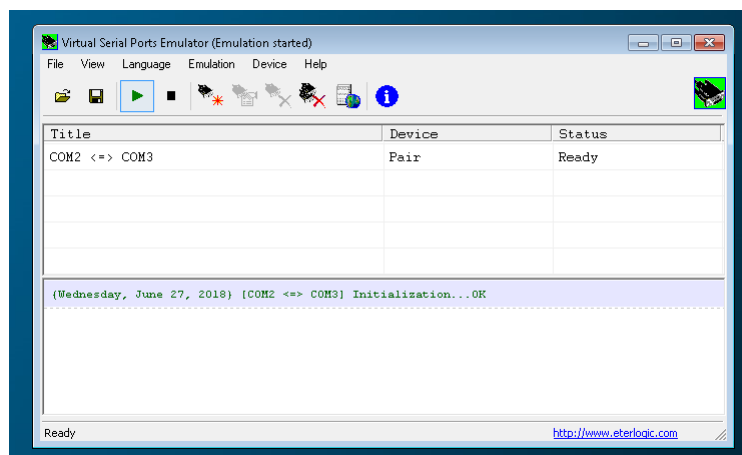 Virtual Serial Ports Emulator (Emulation started)
File View Language Emulation Device Help
Title Device Status
COM2 <=> COM3 Pair Ready
{Wednesday, June 27, 2018} [COM2 <=> COM3] Initialization...OK
Ready http://www.eterlogic.com